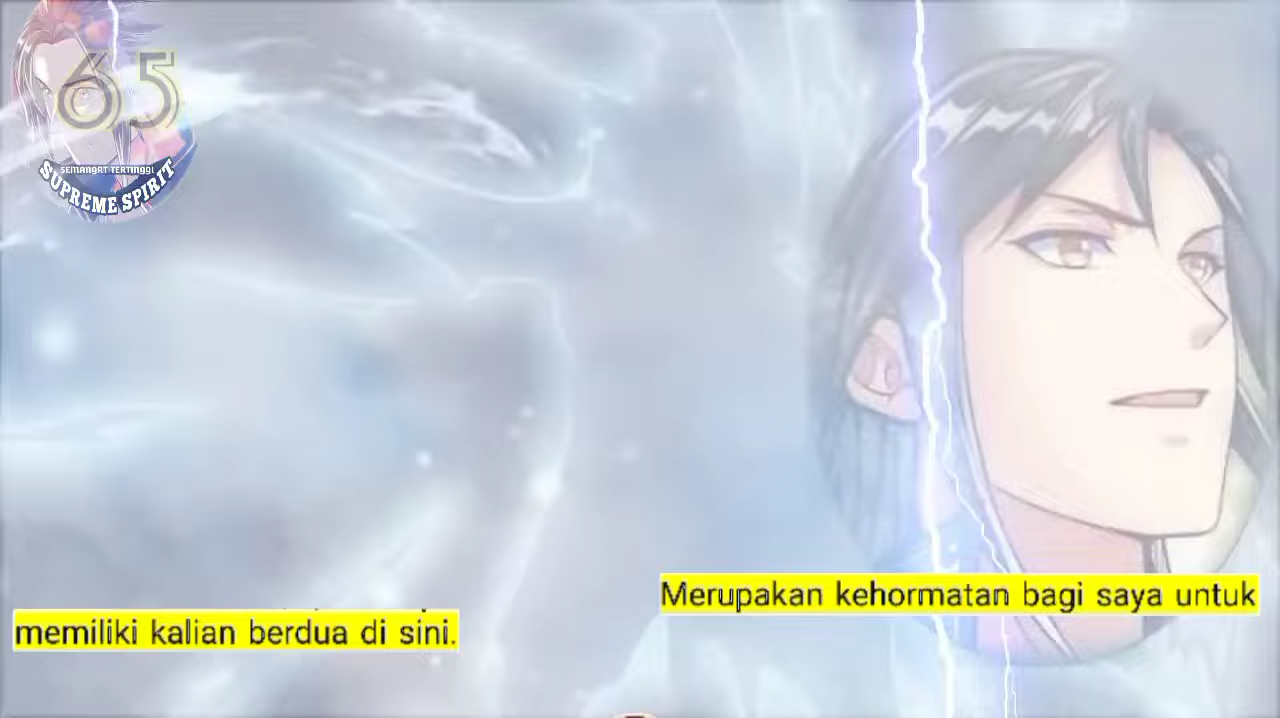 65
SEMANGAT TERTINGGI
SUPREME SPIRIT
Merupakan kehormatan bagi saya untuk
memiliki kalian berdua di sini.